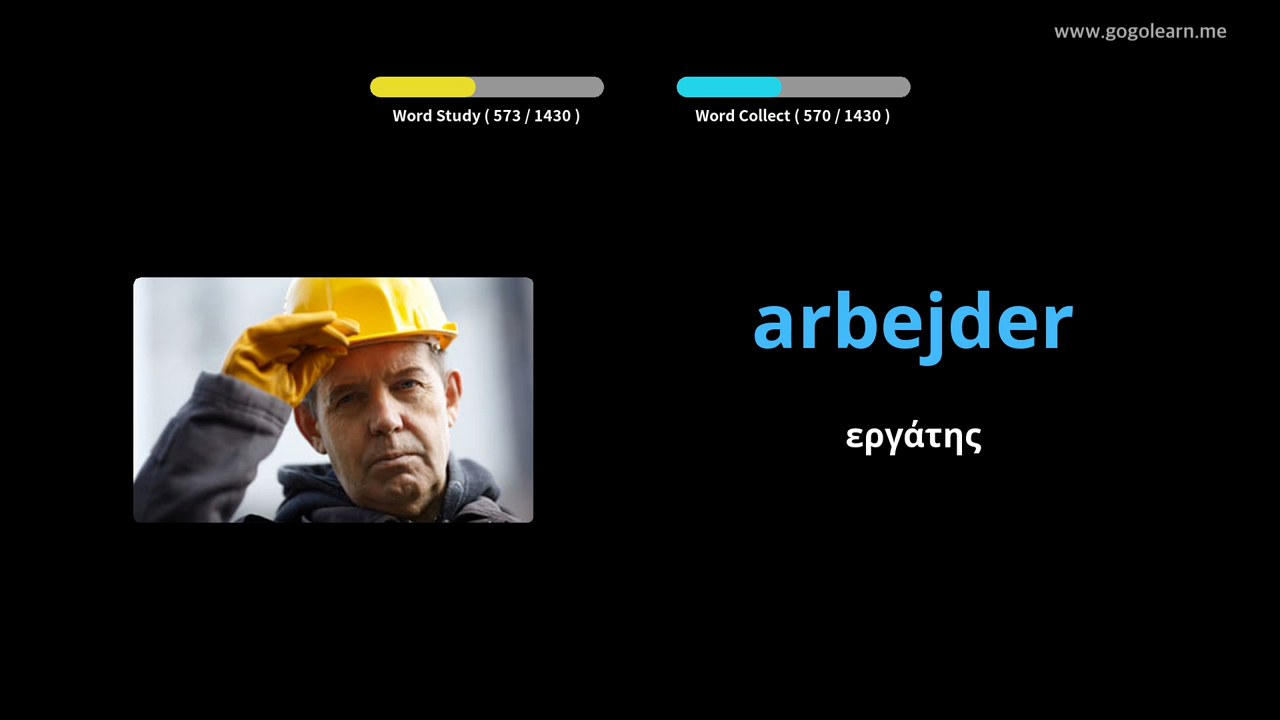 www.gogolearn.me
Word Study ( 573 / 1430 )
Word Collect ( 570 / 1430 )
arbejder
εργάτης